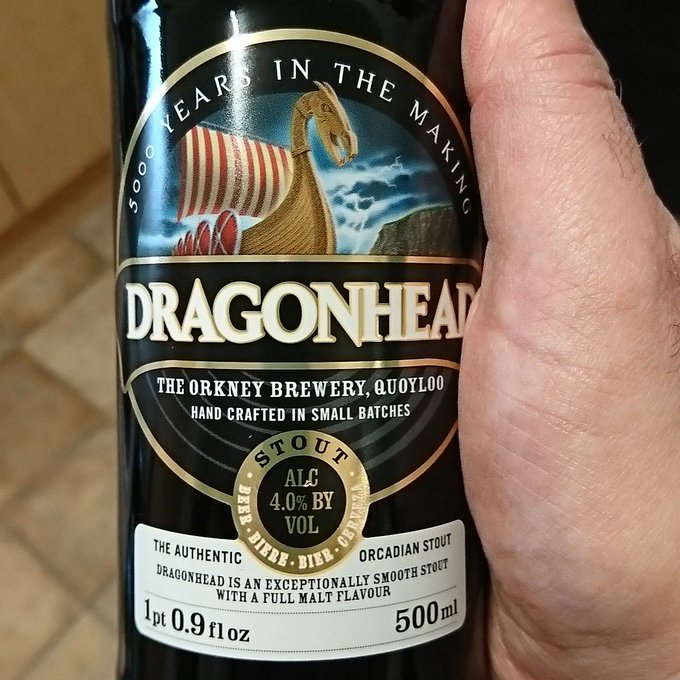 5000 YEARS IN THE MAKING
DRAGONHEAD
THE ORKNEY BREWERY, QUOYLOO
HAND CRAFTED IN SMALL BATCHES
STOUT
ALC
4.0% BY
VOL
BEER · BIERE · BIER · CERVEZA
THE AUTHENTIC ORCADIAN STOUT
DRAGONHEAD IS AN EXCEPTIONALLY SMOOTH STOUT
WITH A FULL MALT FLAVOUR
1pt 0.9fl oz 500ml